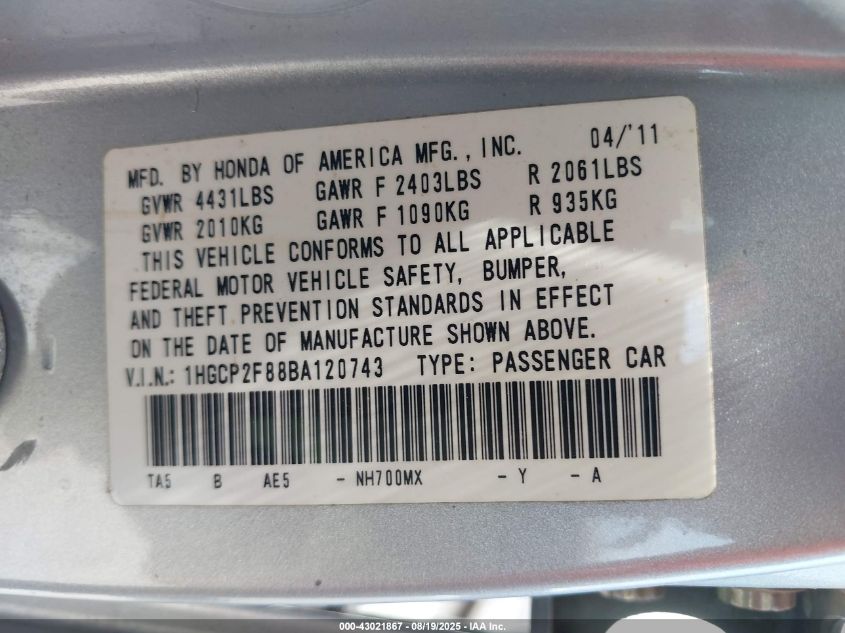 MFD. BY HONDA OF AMERICA MFG., INC. 04/'11
GVWR 4431LBS GAWR F 2403LBS R 2061LBS
GVWR 2010KG GAWR F 1090KG R 935KG
THIS VEHICLE CONFORMS TO ALL APPLICABLE
FEDERAL MOTOR VEHICLE SAFETY, BUMPER,
AND THEFT PREVENTION STANDARDS IN EFFECT
ON THE DATE OF MANUFACTURE SHOWN ABOVE.
V.I.N.: 1HGCP2F88BA120743 TYPE: PASSENGER CAR
TA5 B AE5 - NH700MX - Y - A
000-43021867 - 08/19/2025 - IAA Inc.